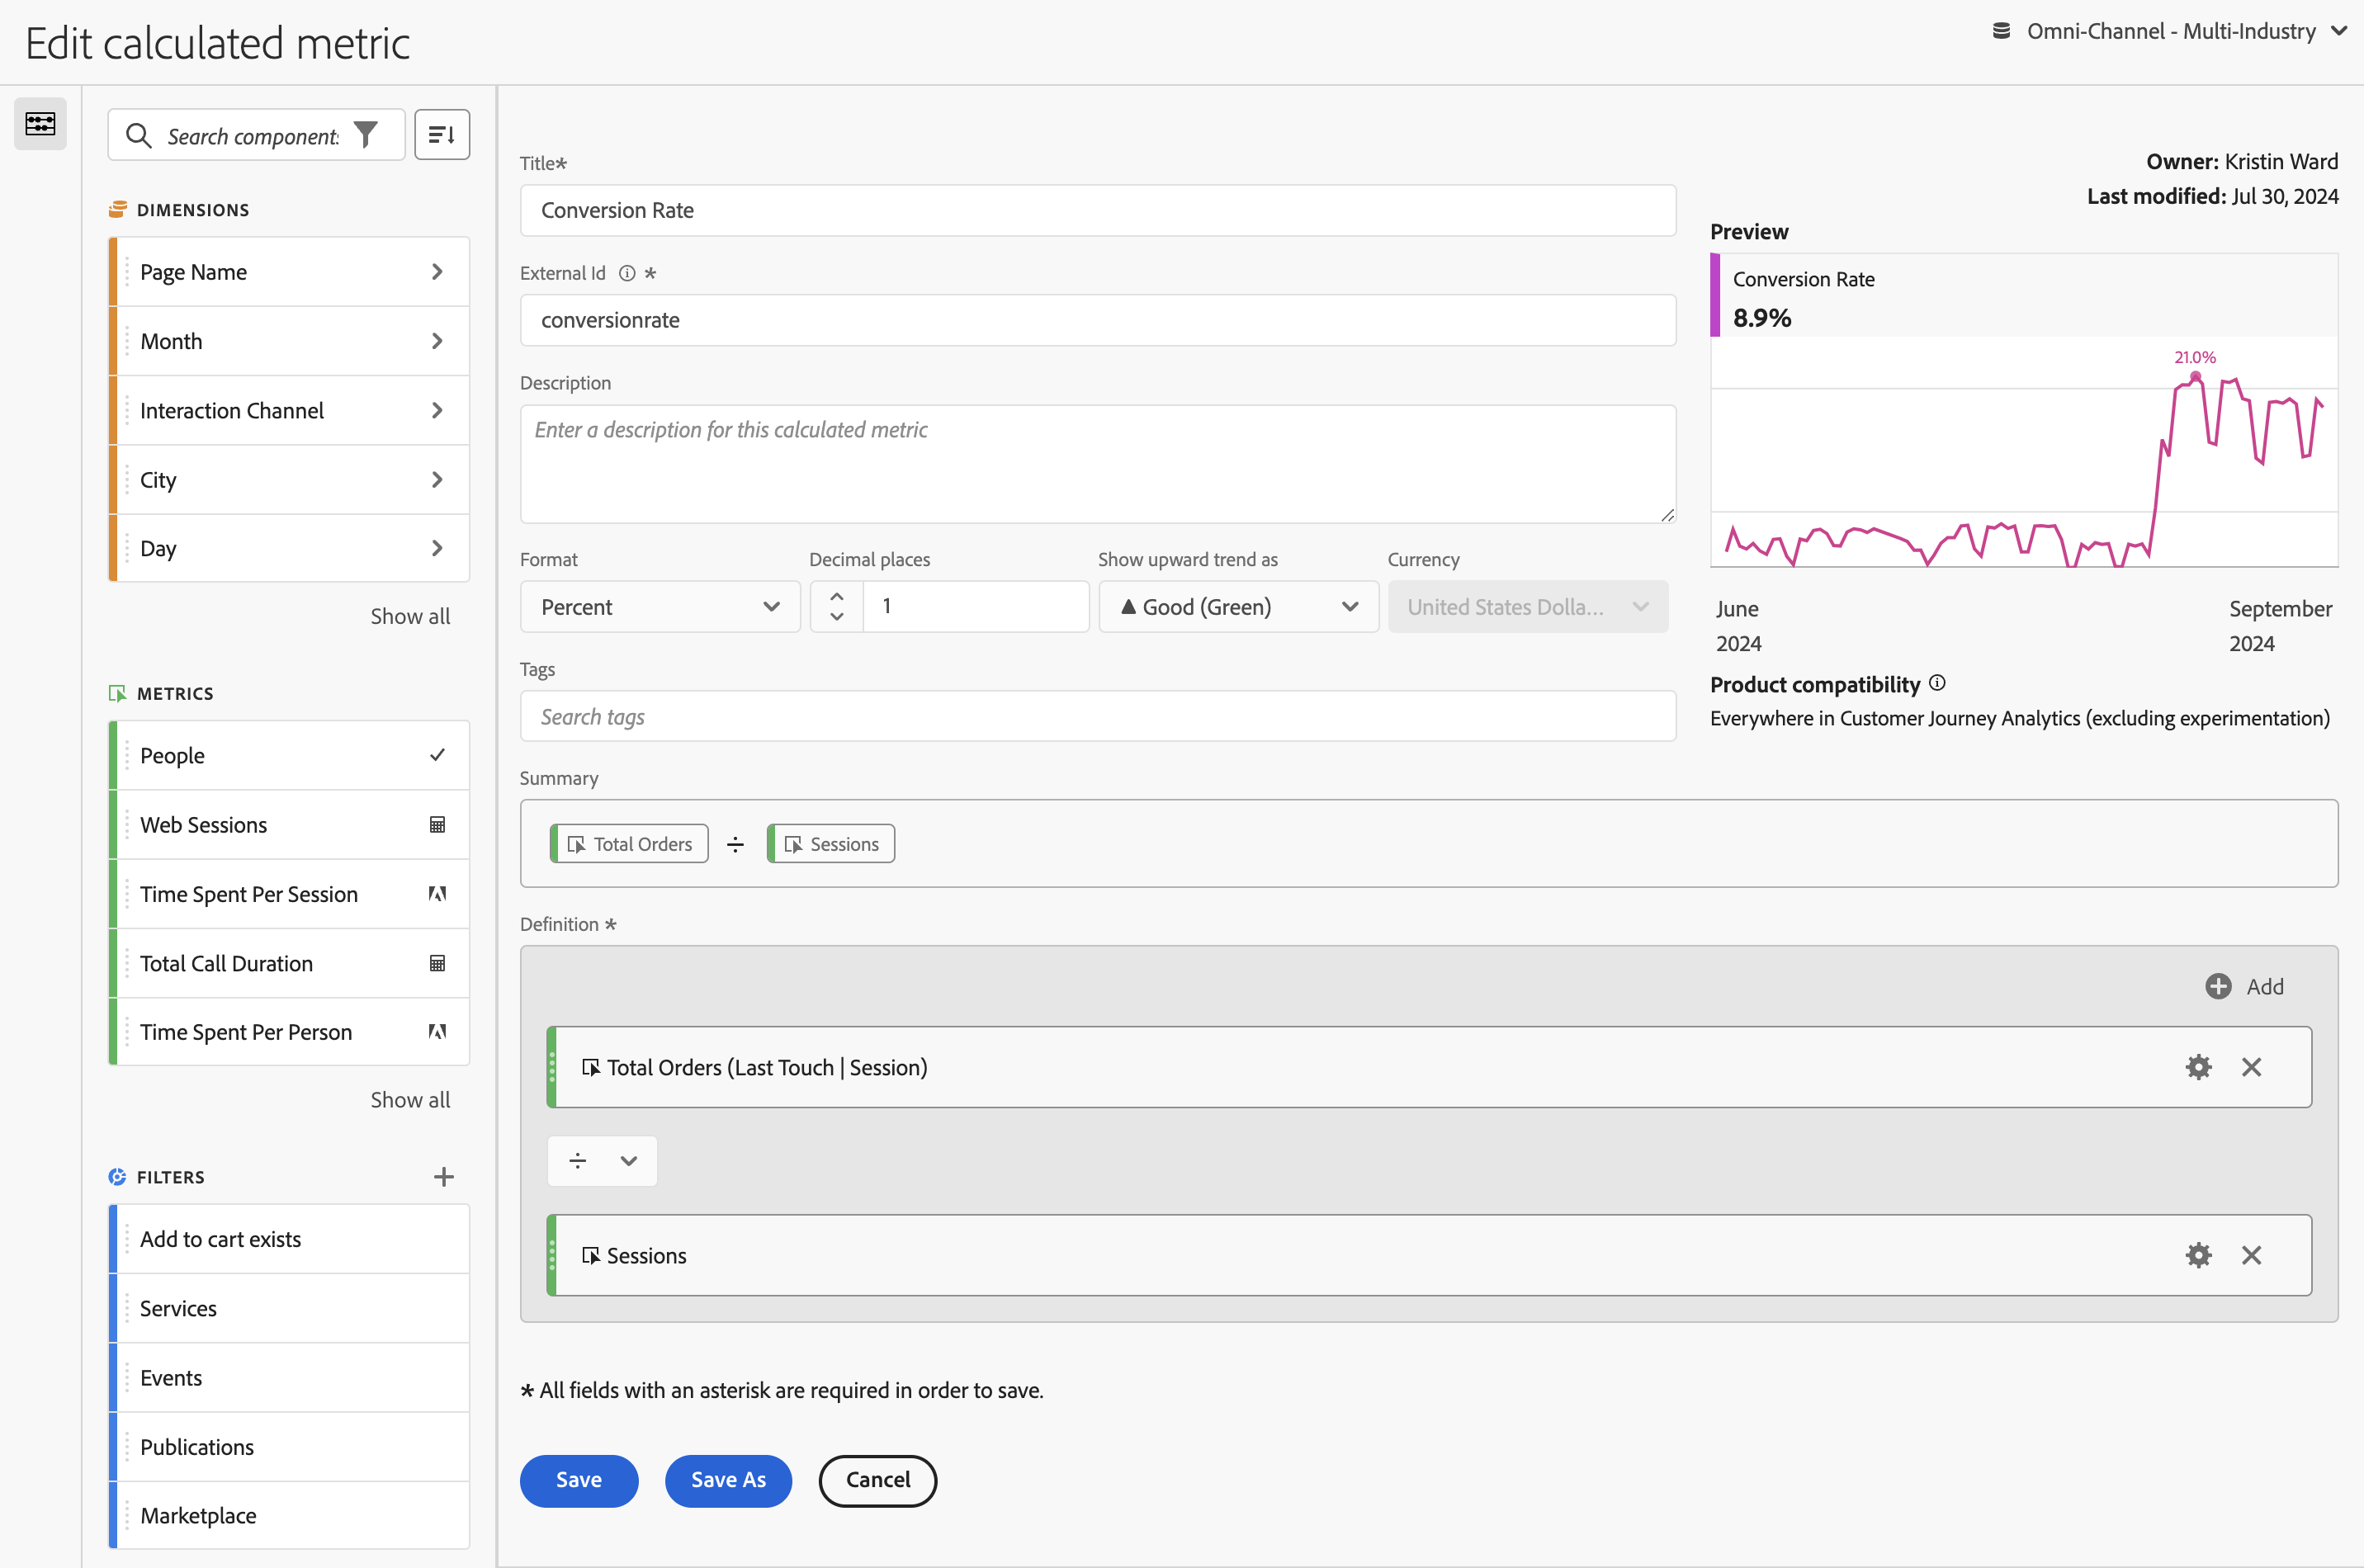 Edit calculated metric
Omni-Channel - Multi-Industry
Search component
DIMENSIONS
Page Name
Month
Interaction Channel
City
Day
Show all
METRICS
People
Web Sessions
Time Spent Per Session
Total Call Duration
Time Spent Per Person
Show all
FILTERS
Add to cart exists
Services
Events
Publications
Marketplace
Title*
Conversion Rate
External Id *
conversionrate
Description
Enter a description for this calculated metric
Format
Percent
Decimal places
1
Show upward trend as
▲ Good (Green)
Currency
United States Dolla...
Tags
Search tags
Owner: Kristin Ward
Last modified: Jul 30, 2024
Preview
Conversion Rate
8.9%
21.0%
June
2024
September
2024
Product compatibility
Everywhere in Customer Journey Analytics (excluding experimentation)
Summary
Total Orders ÷ Sessions
Definition *
Add
Total Orders (Last Touch | Session)
÷
Sessions
* All fields with an asterisk are required in order to save.
Save
Save As
Cancel